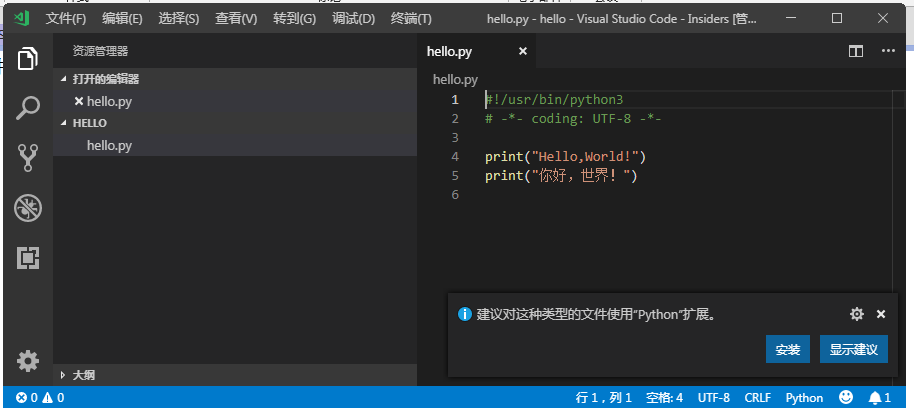 文件(F) 编辑(E) 选择(S) 查看(V) 转到(G) 调试(D) 终端(T) hello.py - hello - Visual Studio Code - Insiders [管...
资源管理器
打开的编辑器
hello.py
HELLO
hello.py
大纲
hello.py
hello.py
1 #!/usr/bin/python3
2 # -*- coding: UTF-8 -*-
3
4 print("Hello,World!")
5 print("你好，世界！")
6
建议对这种类型的文件使用“Python”扩展。
安装 显示建议
0 0 行 1，列 1 空格: 4 UTF-8 CRLF Python 1